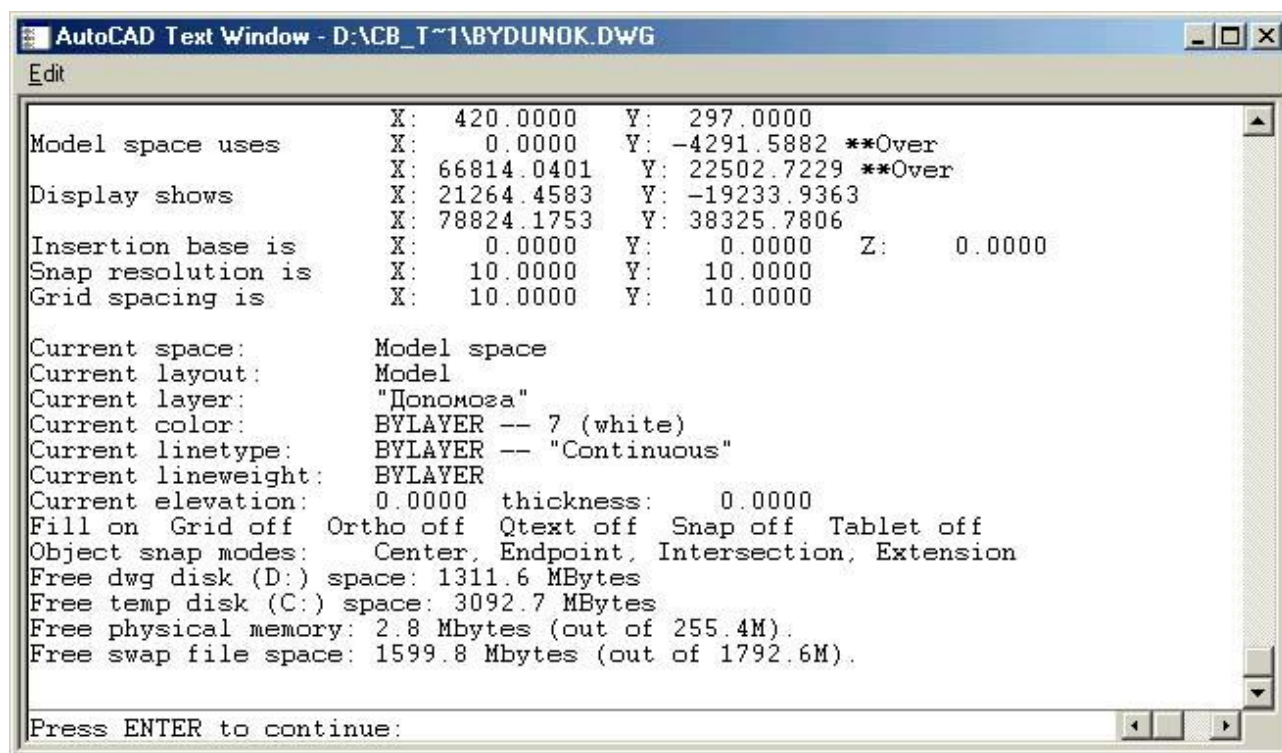 AutoCAD Text Window - D:\CB_T~1\BYDUNOK.DWG
Edit
X: 420.0000 Y: 297.0000
Model space uses X: 0.0000 Y: -4291.5882 **Over
X: 66814.0401 Y: 22502.7229 **Over
Display shows X: 21264.4583 Y: -19233.9363
X: 78824.1753 Y: 38325.7806
Insertion base is X: 0.0000 Y: 0.0000 Z: 0.0000
Snap resolution is X: 10.0000 Y: 10.0000
Grid spacing is X: 10.0000 Y: 10.0000
Current space: Model space
Current layout: Model
Current layer: "Допомога"
Current color: BYLAYER -- 7 (white)
Current linetype: BYLAYER -- "Continuous"
Current lineweight: BYLAYER
Current elevation: 0.0000 thickness: 0.0000
Fill on Grid off Ortho off Qtext off Snap off Tablet off
Object snap modes: Center, Endpoint, Intersection, Extension
Free dwg disk (D:) space: 1311.6 MBytes
Free temp disk (C:) space: 3092.7 MBytes
Free physical memory: 2.8 Mbytes (out of 255.4M).
Free swap file space: 1599.8 Mbytes (out of 1792.6M).
Press ENTER to continue: